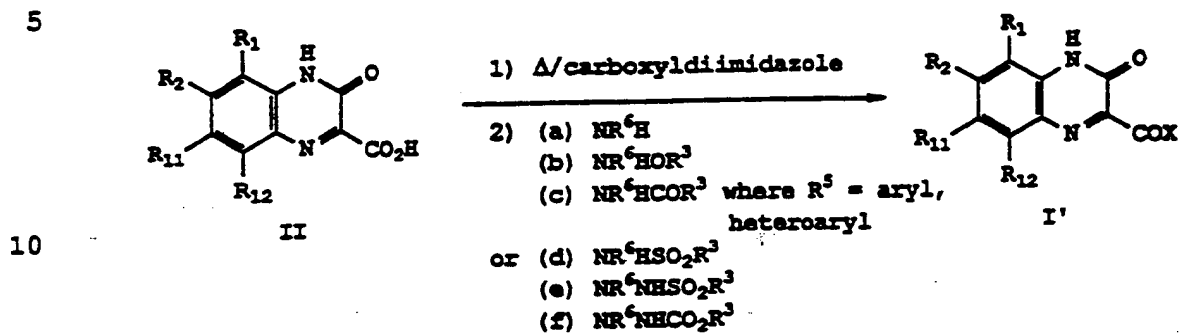 5
R₁ H N O R₂ R₁₁ N CO₂H R₁₂
II
1) Δ/carboxyldiimidazole
2) (a) NR⁶H
(b) NR⁶HOR³
(c) NR⁶HCOR³ where R⁵ = aryl,
heteroaryl
10
or (d) NR⁶HSO₂R³
(e) NR⁶NHSO₂R³
(f) NR⁶NHCO₂R³
R₁ H N O R₂ R₁₁ N COX R₁₂
I'